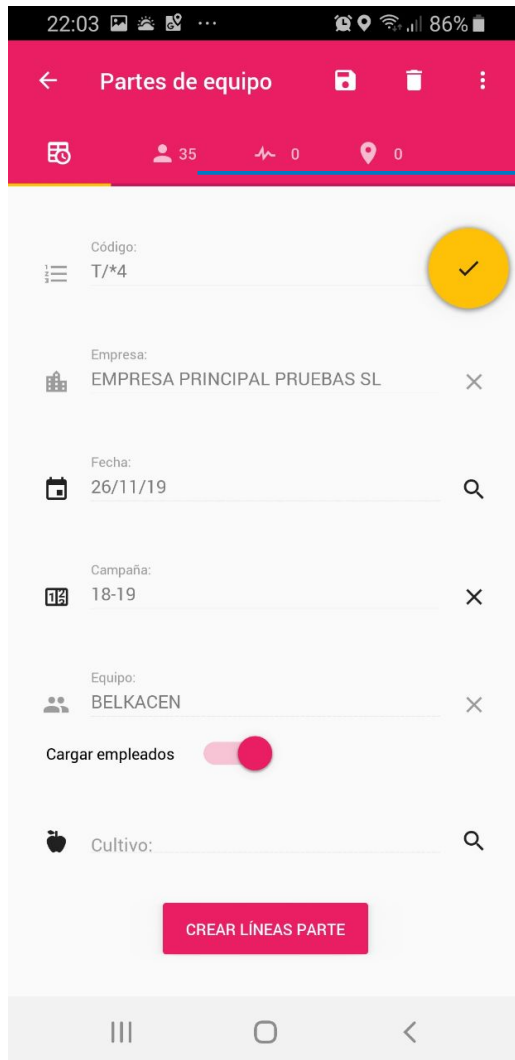 22:03 86%
Partes de equipo
35 0 0
Código:
T/*4
Empresa:
EMPRESA PRINCIPAL PRUEBAS SL
Fecha:
26/11/19
Campaña:
18-19
Equipo:
BELKACEN
Cargar empleados
Cultivo:
CREAR LÍNEAS PARTE